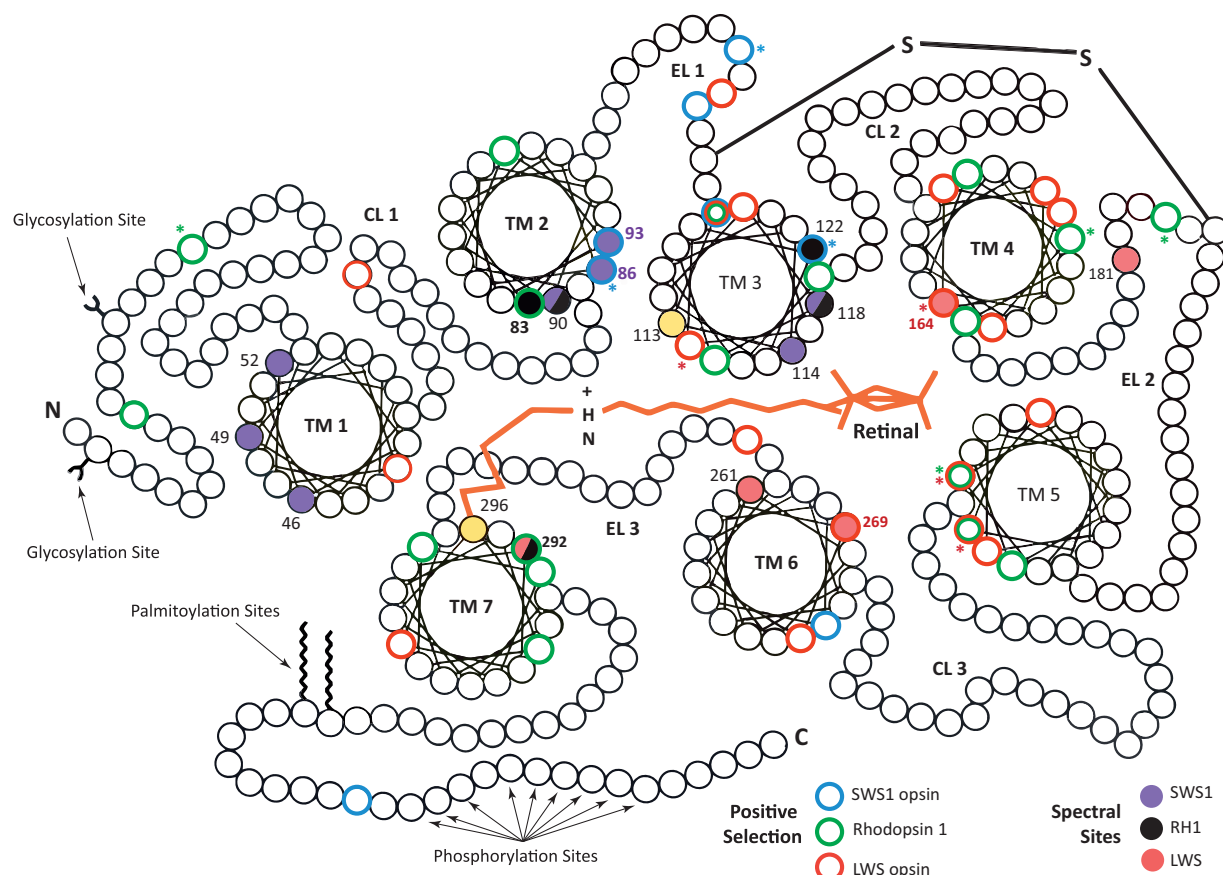 S
S
EL 1
*
CL 2
Glycosylation Site
*
CL 1
TM 2
93
86
*
83
90
TM 3
122
*
118
113
*
114
TM 4
*
*
164
*
181
EL 2
N
52
49
46
TM 1
Glycosylation Site
+
H
N
Retinal
EL 3
296
292
TM 7
261
269
TM 6
*
*
*
TM 5
CL 3
Palmitoylation Sites
C
Phosphorylation Sites
Positive
Selection
SWS1 opsin
Rhodopsin 1
LWS opsin
Spectral
Sites
SWS1
RH1
LWS